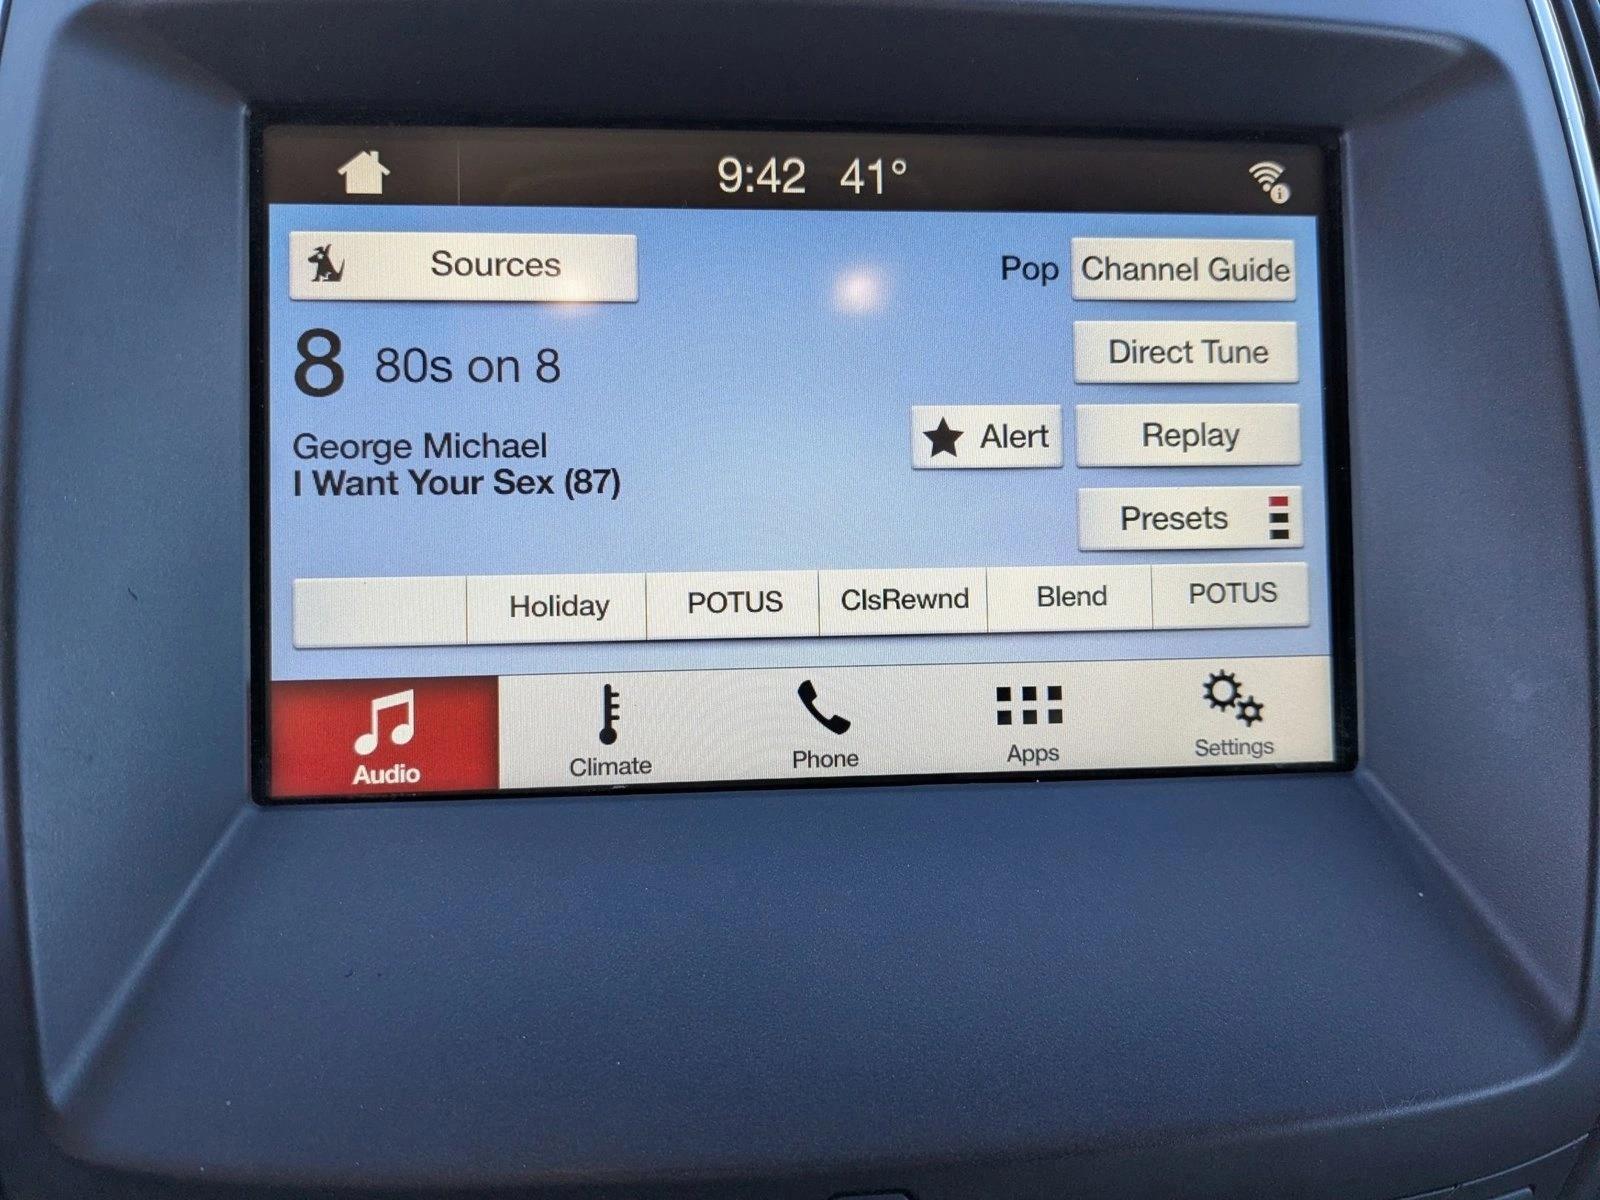 9:42 41°
Sources
Pop Channel Guide
8 80s on 8
Direct Tune
George Michael
I Want Your Sex (87)
Alert
Replay
Presets
Holiday POTUS ClsRewnd Blend POTUS
Audio Climate Phone Apps Settings